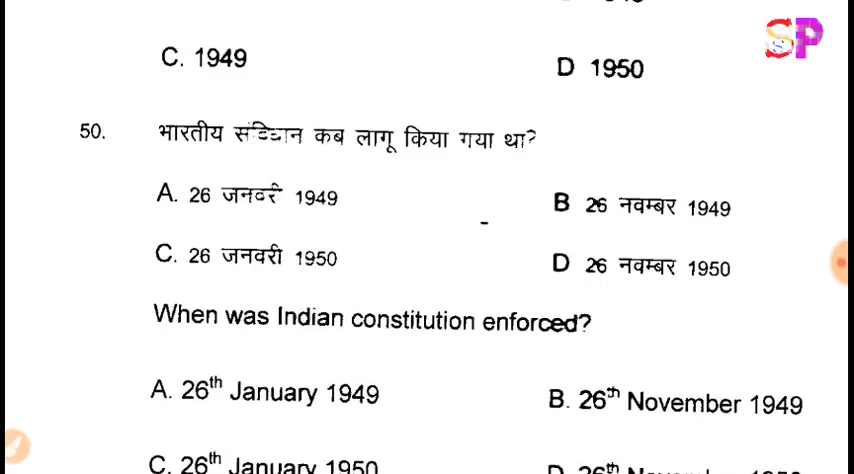 SP
C. 1949
D 1950
50. भारतीय संविधान कब लागू किया गया था?
A. 26 जनवरी 1949
B 26 नवम्बर 1949
C. 26 जनवरी 1950
D 26 नवम्बर 1950
When was Indian constitution enforced?
A. 26th January 1949
B. 26th November 1949
C. 26th January 1950
D 26th